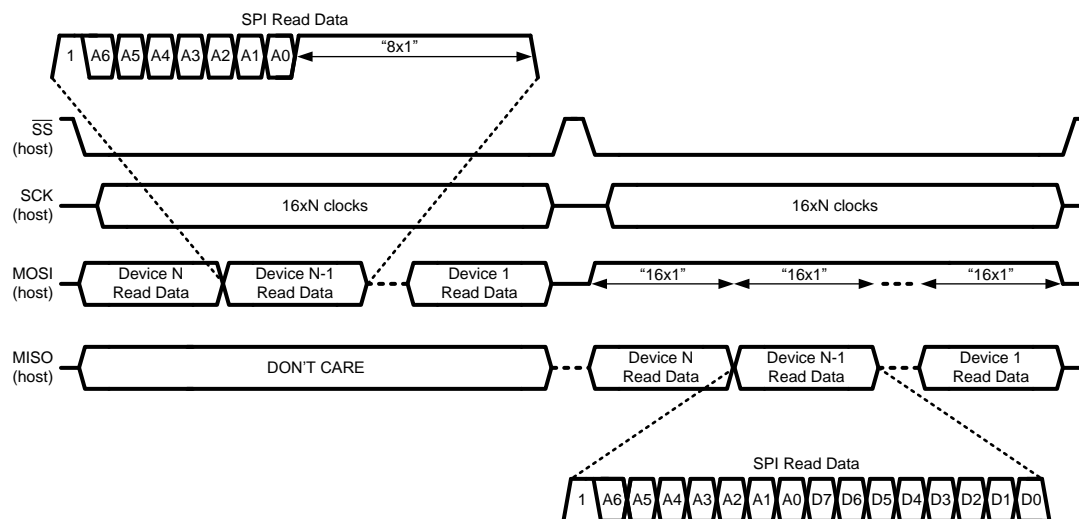 SPI Read Data
1 A6 A5 A4 A3 A2 A1 A0 “8x1”
SS
(host)
SCK
(host)
16xN clocks
16xN clocks
MOSI
(host)
Device N
Read Data
Device N-1
Read Data
Device 1
Read Data
“16x1”
“16x1”
“16x1”
MISO
(host)
DON’T CARE
Device N
Read Data
Device N-1
Read Data
Device 1
Read Data
SPI Read Data
1 A6 A5 A4 A3 A2 A1 A0 D7 D6 D5 D4 D3 D2 D1 D0